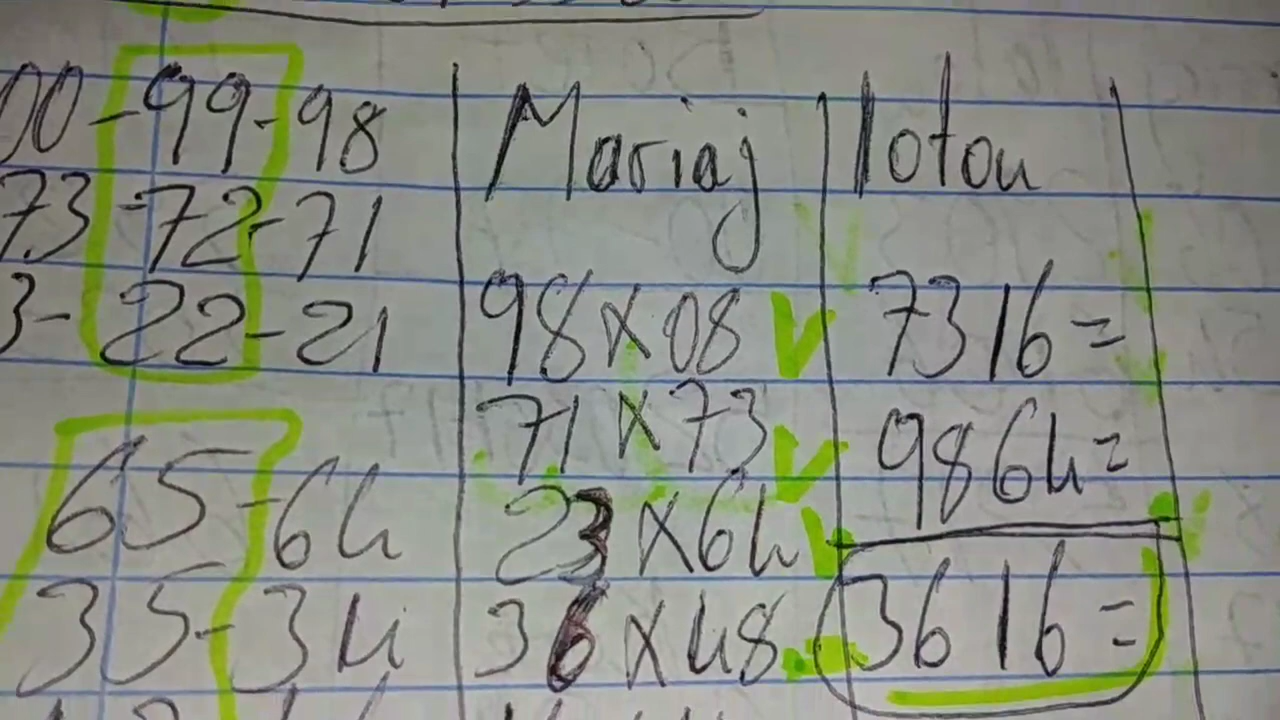 00-99-98 Mariaj lotou
73-72-71
3-22-21 98x08 7316=
71x73 9864=
65-64 23x64
35-34 36x48 3616=